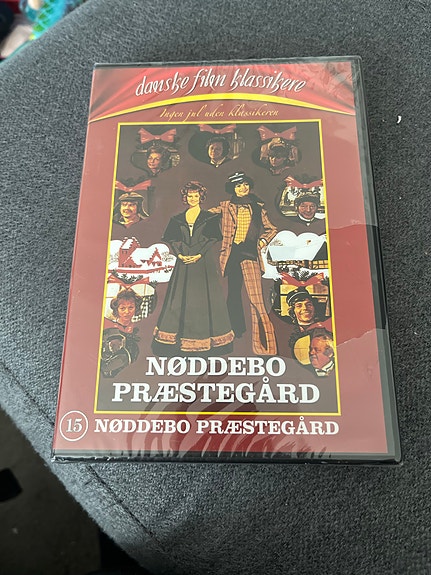 danske film klassikere
Ingen jul uden klassikeren
NØDDEBO
PRÆSTEGÅRD
15 NØDDEBO PRÆSTEGÅRD